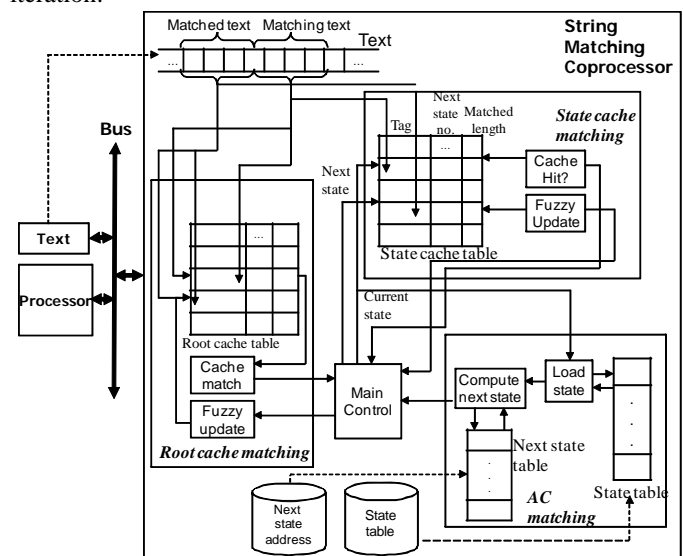 iteration.
Matched text Matching text
Text
String
Matching
Coprocessor
...
...
Bus
Next
state
no.
Matched
length
Tag
State cache
matching
...
Cache
Hit?
Next
state
Fuzzy
Update
Text
...
State cache table
Processor
Current
state
Root cache table
Cache
match
Main
Control
Compute
next state
Load
state
Fuzzy
update
Next state
table
.
.
.
.
.
.
Root cache matching
State table
AC
matching
Next
state
address
State
table